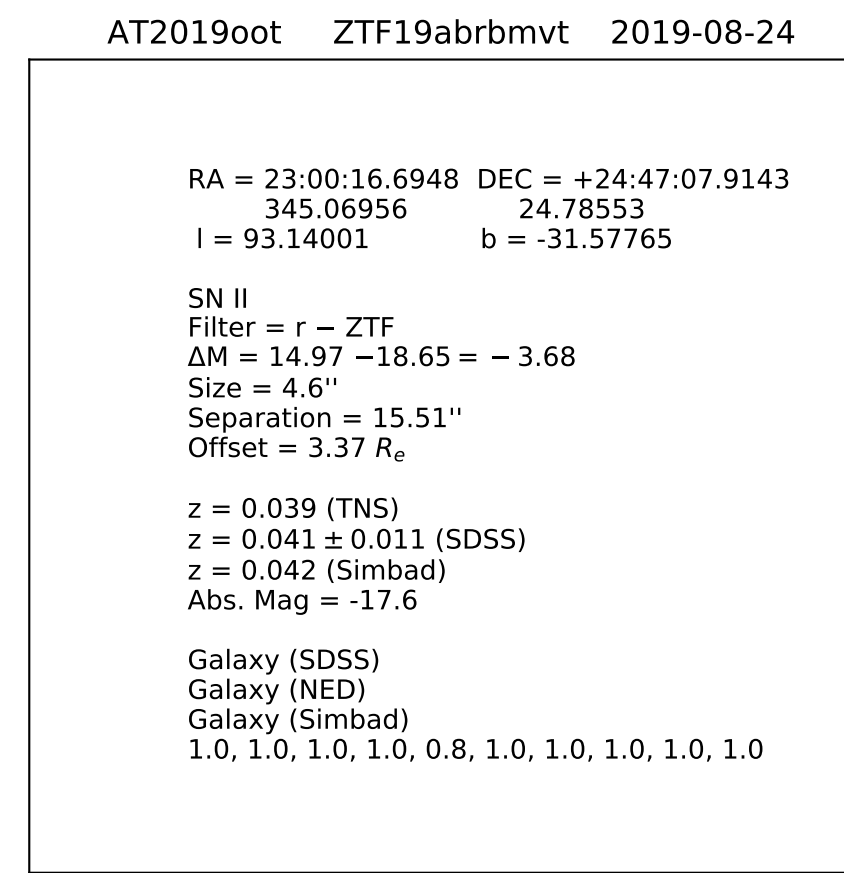 AT2019oot ZTF19abrbmvt 2019-08-24
RA = 23:00:16.6948 DEC = +24:47:07.9143
345.06956 24.78553
l = 93.14001 b = -31.57765
SN II
Filter = r − ZTF
ΔM = 14.97 −18.65 = − 3.68
Size = 4.6''
Separation = 15.51''
Offset = 3.37 Rₑ
z = 0.039 (TNS)
z = 0.041 ± 0.011 (SDSS)
z = 0.042 (Simbad)
Abs. Mag = -17.6
Galaxy (SDSS)
Galaxy (NED)
Galaxy (Simbad)
1.0, 1.0, 1.0, 1.0, 0.8, 1.0, 1.0, 1.0, 1.0, 1.0